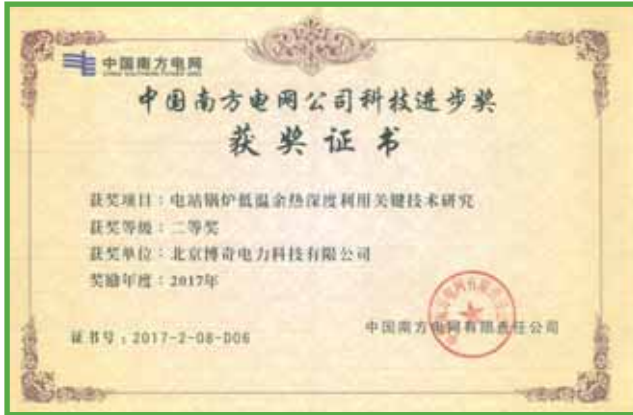 中国南方电网
中国南方电网公司科技进步奖
获奖证书
获奖项目：电站锅炉低温余热深度利用关键技术研究
获奖等级：二等奖
获奖单位：北京博奇电力科技有限公司
奖励年度：2017年
中国南方电网有限责任公司
证书号：2017-2-08-D06